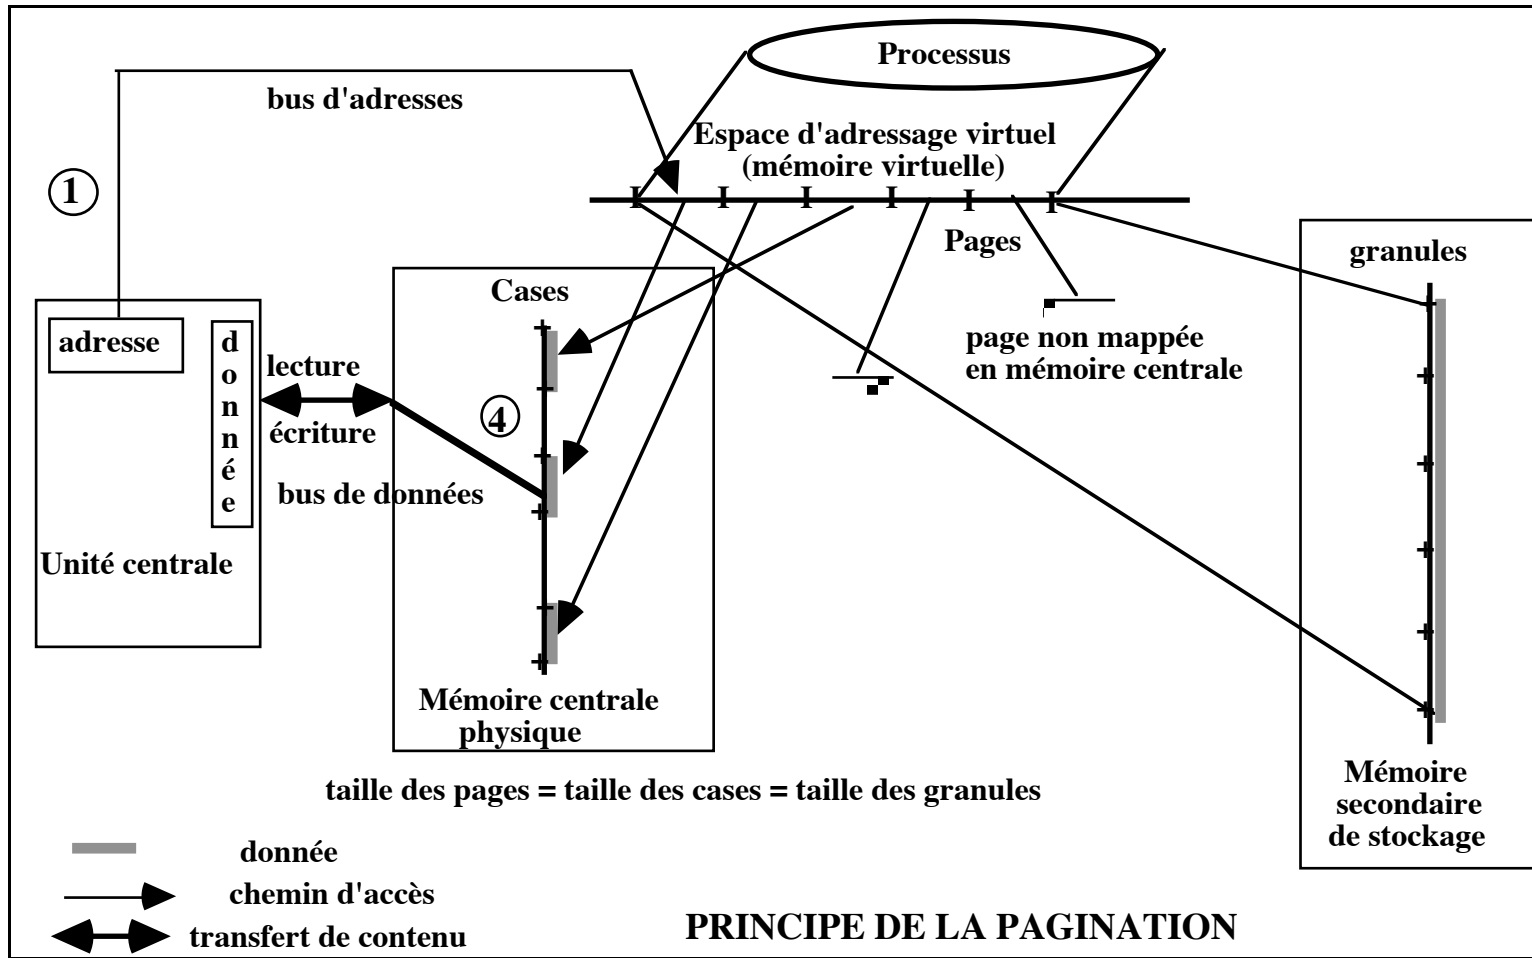 Processus
bus d'adresses
Espace d'adressage virtuel
(mémoire virtuelle)
1
I I I I I I
Pages
granules
Cases
adresse
donnée
lecture
écriture
page non mappée
en mémoire centrale
4
bus de données
Unité centrale
Mémoire centrale
physique
Mémoire
secondaire
de stockage
taille des pages = taille des cases = taille des granules
donnée
chemin d'accès
transfert de contenu
PRINCIPE DE LA PAGINATION